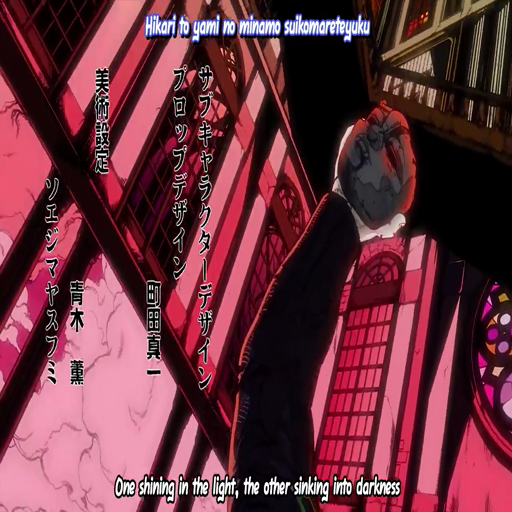 Hikari to yami no minamo suikomareteyuku
サブキャラクターデザイン
プロップデザイン
町田真一
美術設定
青木 薫
ソエジマヤスフミ
One shining in the light, the other sinking into darkness